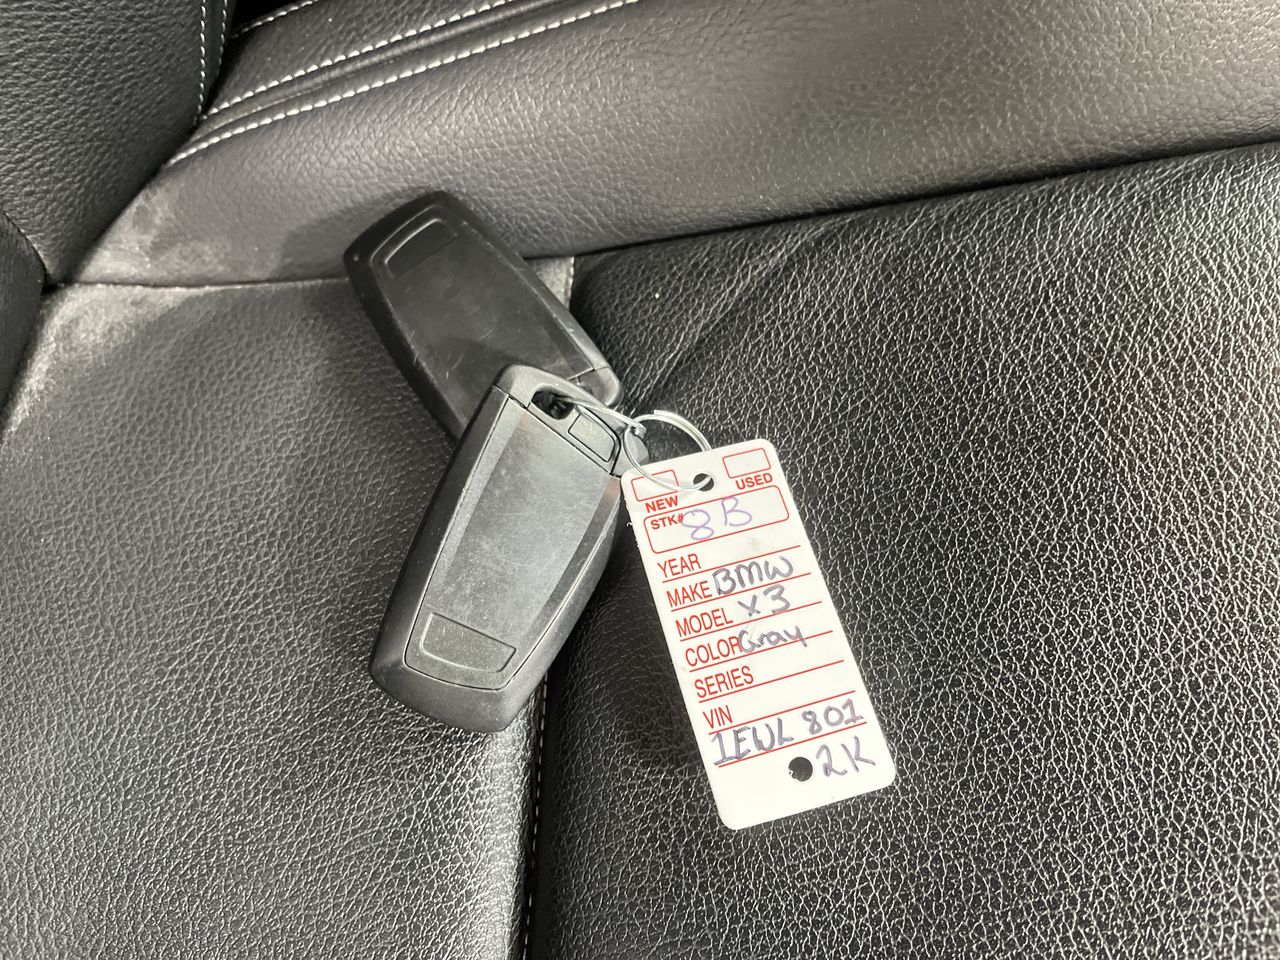 NEW USED
STK# 8B
YEAR
MAKE BMW
MODEL X3
COLOR Gray
SERIES
VIN
1EWL 801
2K